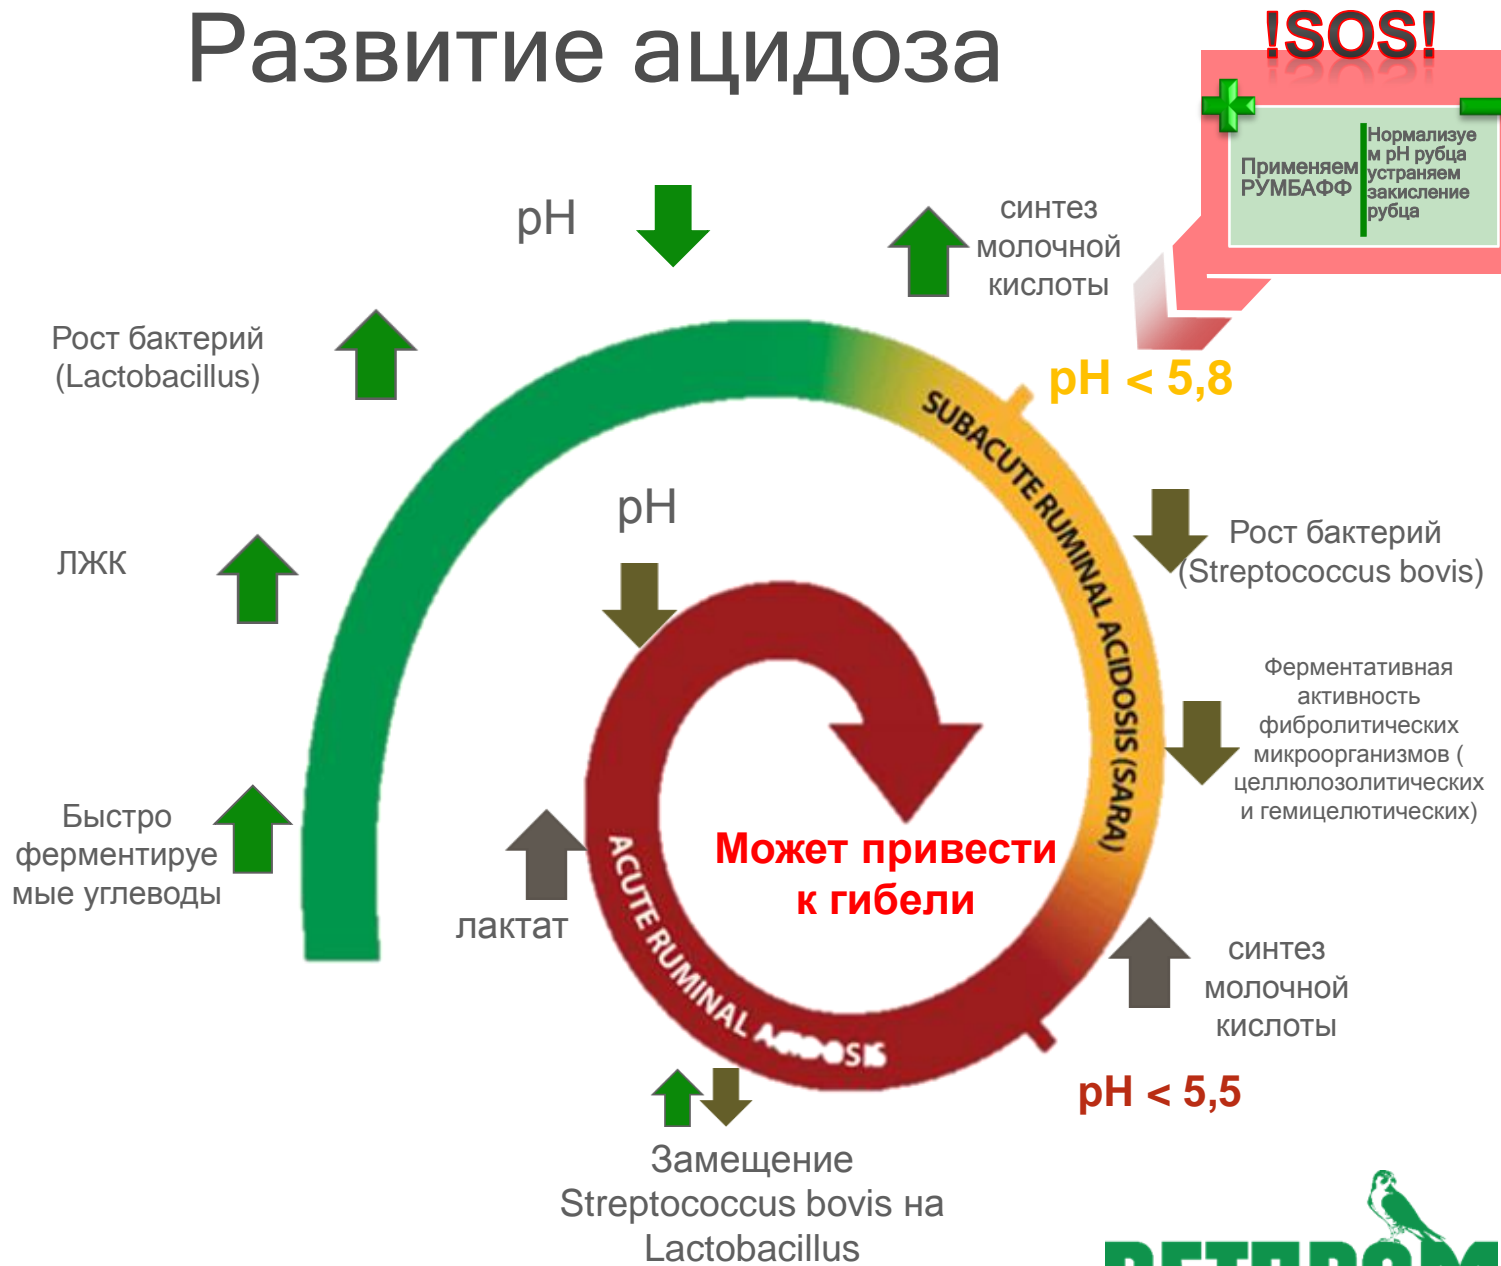 Развитие ацидоза
!SOS!
Применяем
РУМБАФФ
Нормализуе
м pH рубца
устраняем
закисление
рубца
pH
синтез
молочной
кислоты
Рост бактерий
(Lactobacillus)
pH < 5,8
SUBACUTE RUMINAL ACIDOSIS (SARA)
pH
ЛЖК
Рост бактерий
(Streptococcus bovis)
Ферментативная
активность
фибролитических
микроорганизмов (
целлюлозолитических
и гемицелютических)
Быстро
ферментируе
мые углеводы
Может привести
к гибели
лактат
ACUTE RUMINAL ACIDOSIS
синтез
молочной
кислоты
pH < 5,5
Замещение
Streptococcus bovis на
Lactobacillus